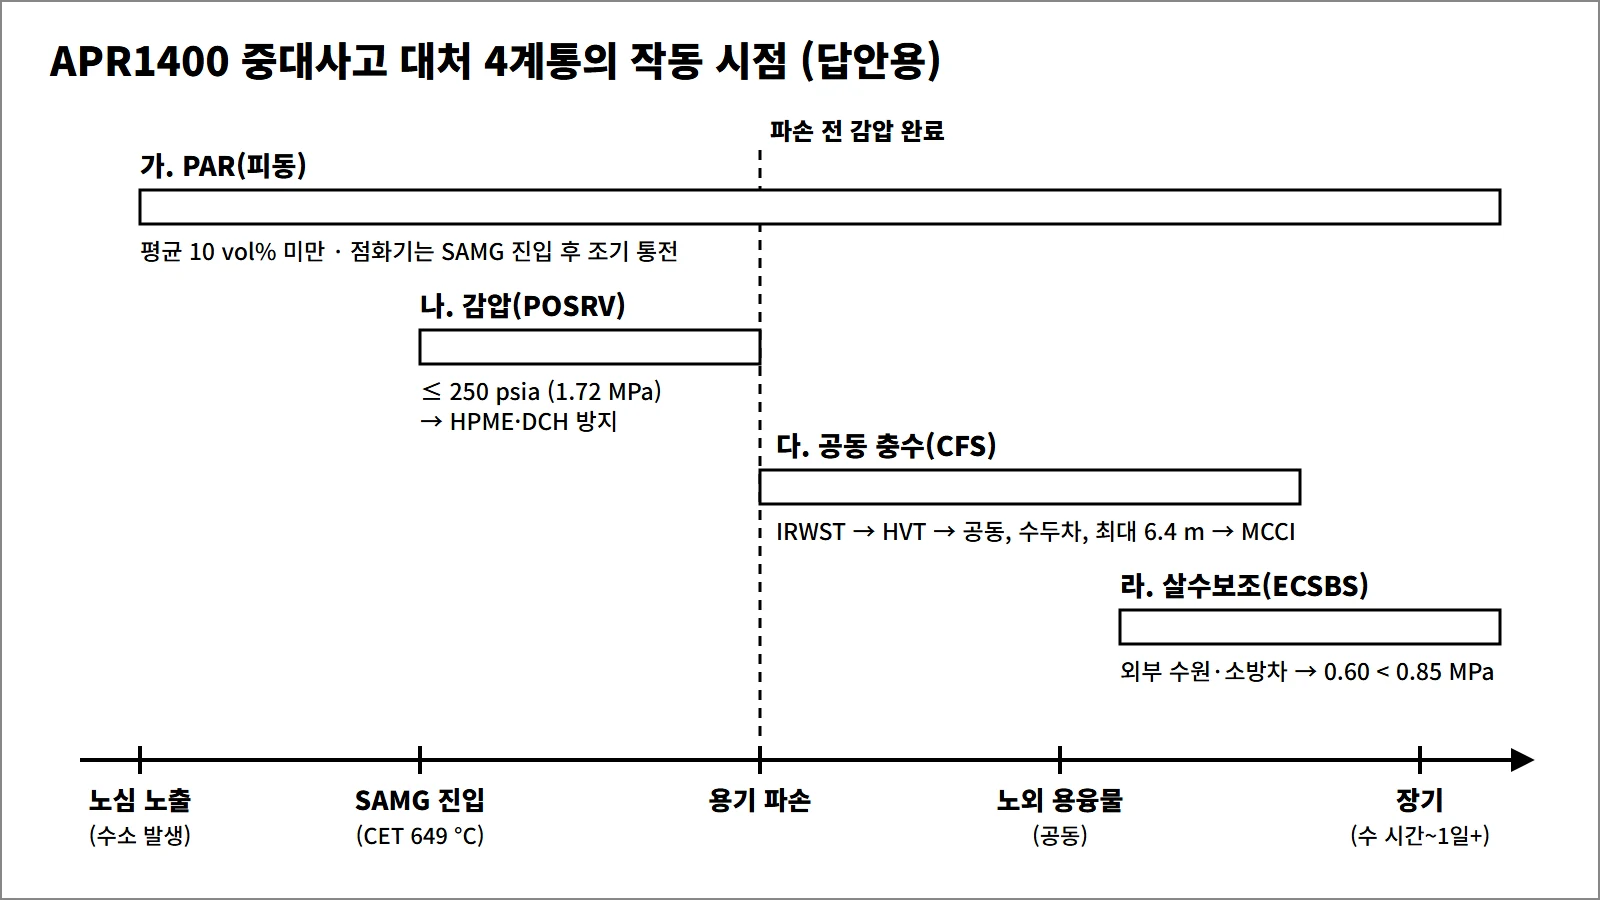 APR1400 중대사고 대처 4계통의 작동 시점 (답안용)
파손 전 감압 완료
가. PAR(피동)
평균 10 vol% 미만 · 점화기는 SAMG 진입 후 조기 통전
나. 감압(POSRV)
≤ 250 psia (1.72 MPa)
→ HPME·DCH 방지
다. 공동 충수(CFS)
IRWST → HVT → 공동, 수두차, 최대 6.4 m → MCCI
라. 살수보조(ECSBS)
외부 수원·소방차 → 0.60 < 0.85 MPa
노심 노출
(수소 발생)
SAMG 진입
(CET 649 °C)
용기 파손
노외 용융물
(공동)
장기
(수 시간~1일+)